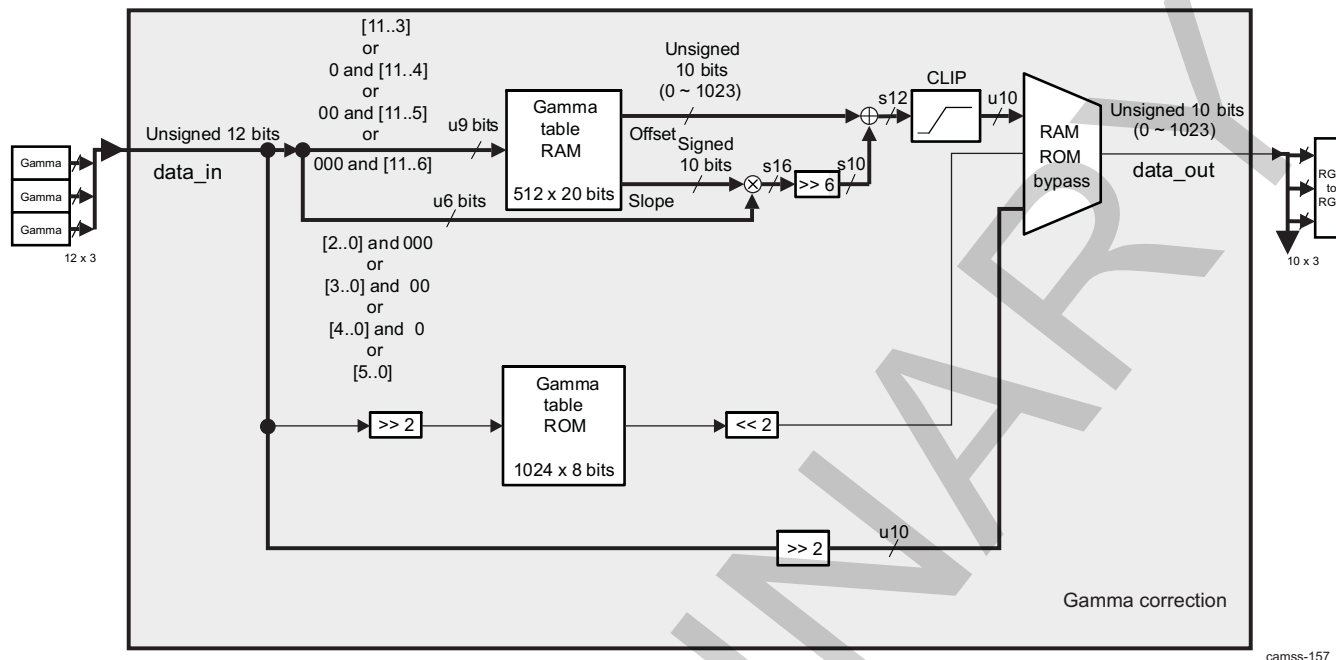 [11..3]
or
0 and [11..4]
or
00 and [11..5]
or
000 and [11..6]
Unsigned 12 bits
data_in
Gamma
Gamma
Gamma
12 x 3
u9 bits
u6 bits
Gamma
table
RAM
512 x 20 bits
Unsigned
10 bits
(0 ~ 1023)
Offset
Signed
10 bits
Slope
s16
>> 6
s10
s12
CLIP
u10
RAM
ROM
bypass
Unsigned 10 bits
(0 ~ 1023)
data_out
RG
to
RG
10 x 3
[2..0] and 000
or
[3..0] and 00
or
[4..0] and 0
or
[5..0]
>> 2
Gamma
table
ROM
1024 x 8 bits
<< 2
>> 2
u10
Gamma correction
camss-157